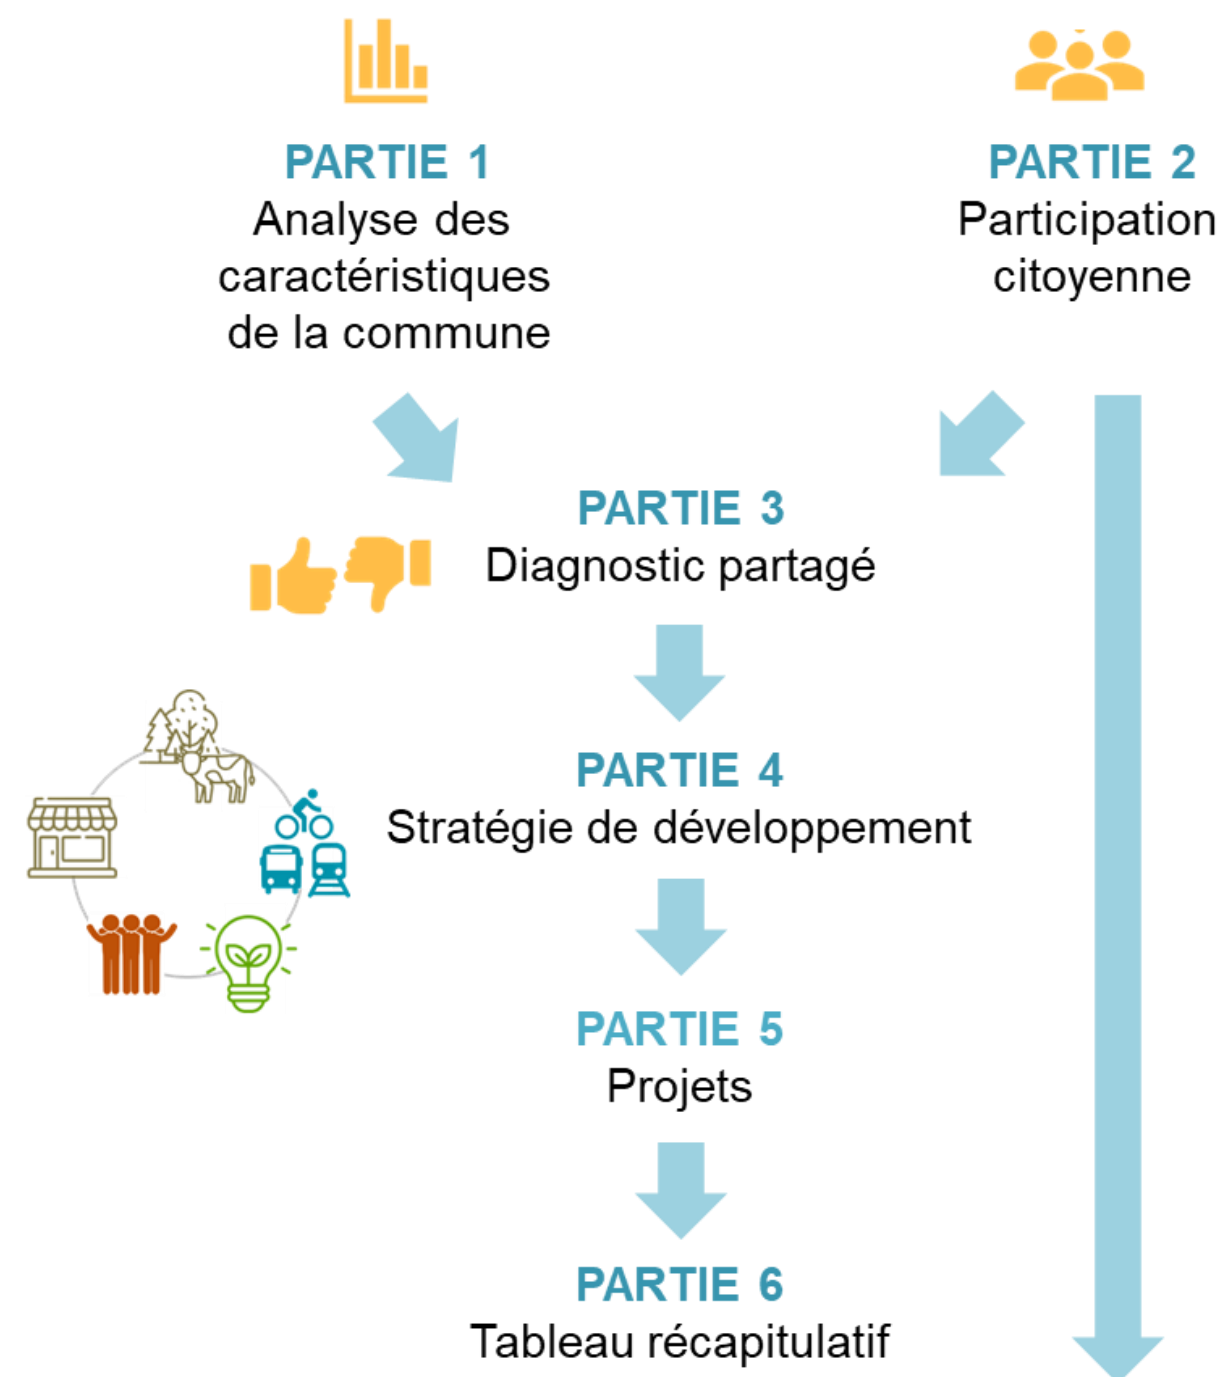 PARTIE 1
Analyse des
caractéristiques
de la commune
PARTIE 2
Participation
citoyenne
PARTIE 3
Diagnostic partagé
PARTIE 4
Stratégie de développement
PARTIE 5
Projets
PARTIE 6
Tableau récapitulatif